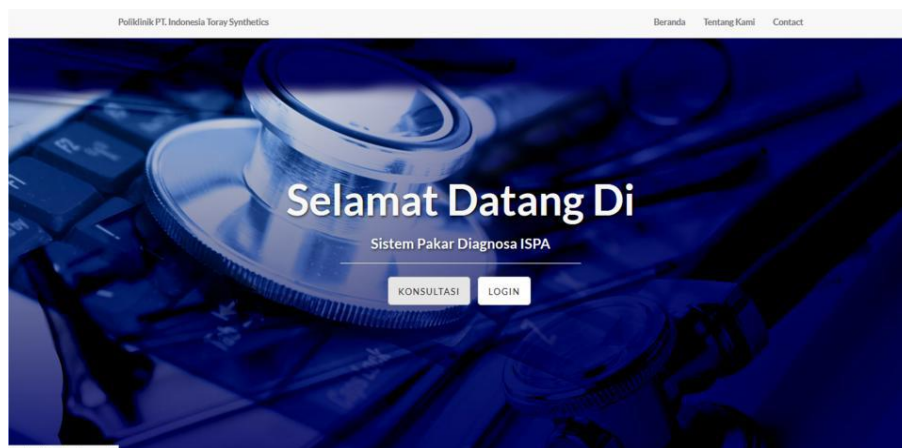 Poliklinik PT. Indonesia Toray Synthetics
Beranda Tentang Kami Contact
Selamat Datang Di
Sistem Pakar Diagnosa ISPA
KONSULTASI LOGIN